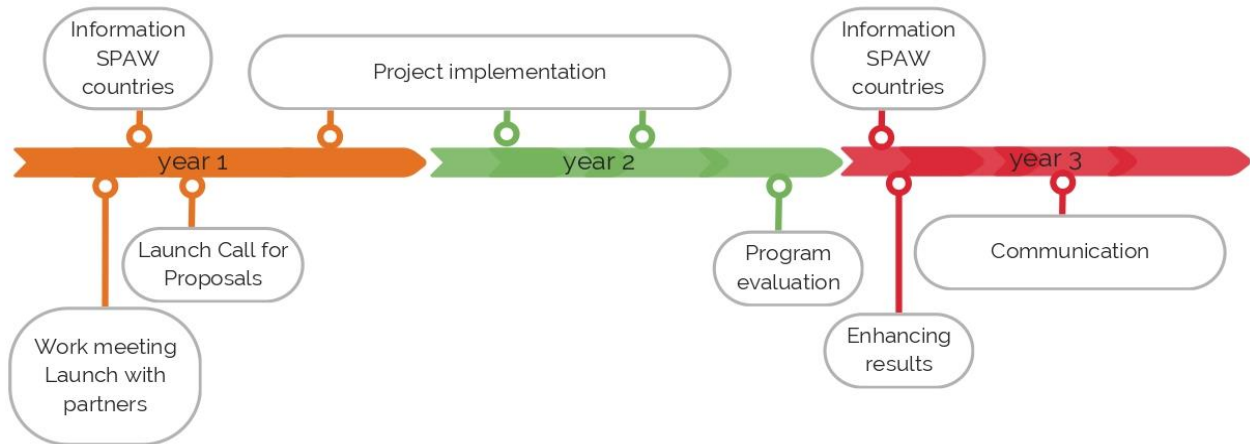 Information
SPAW
countries
Project implementation
Information
SPAW
countries
year 1
year 2
year 3
Launch Call for
Proposals
Program
evaluation
Communication
Work meeting
Launch with
partners
Enhancing
results